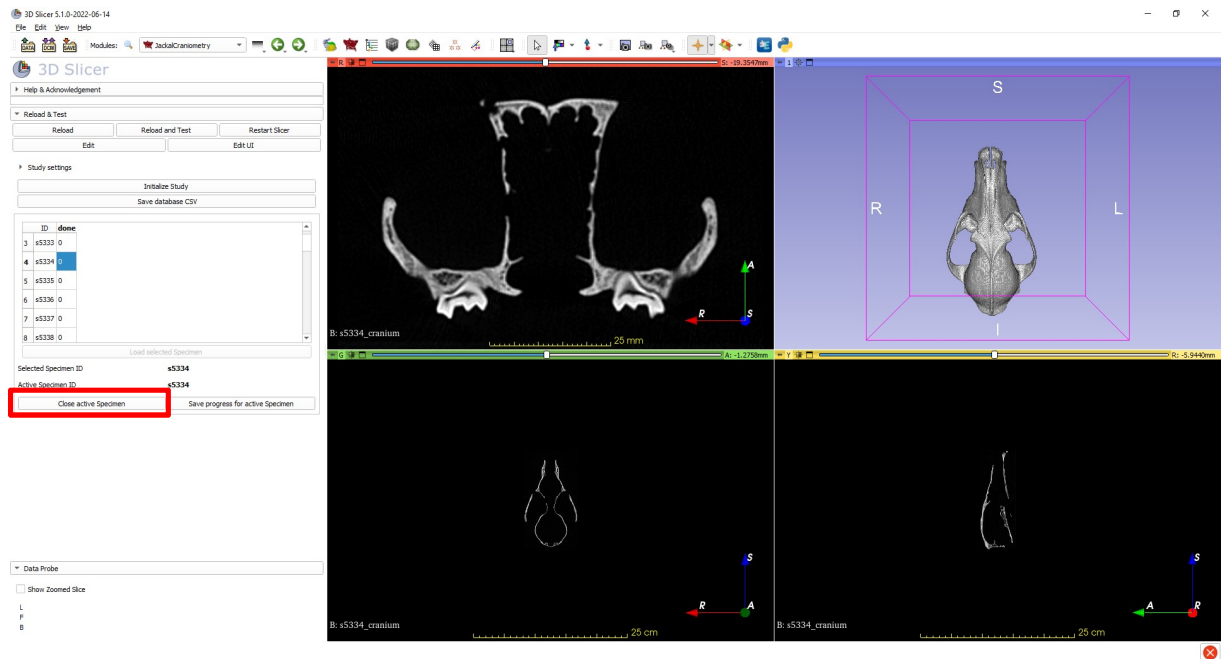 3D Slicer 5.1.0-2022-06-14
File Edit View Help
DATA DCM SAVE Modules: JackalCraniometry
3D Slicer
Help & Acknowledgement
Reload & Test
Reload Reload and Test Restart Slicer
Edit Edit UI
Study settings
Initialize Study
Save database CSV
ID done
3 s5333 0
4 s5334 0
5 s5335 0
6 s5336 0
7 s5337 0
8 s5338 0
Load selected Specimen
Selected Specimen ID s5334
Active Specimen ID s5334
Close active Specimen Save progress for active Specimen
Data Probe
Show Zoomed Slice
L
F
B
R S: -19.3547mm
A
R
S
B: s5334_cranium
25 mm
1
S
R
L
I
G A: -1.2758mm
S
R
A
B: s5334_cranium
25 cm
Y R: -5.9440mm
S
A
R
B: s5334_cranium
25 cm